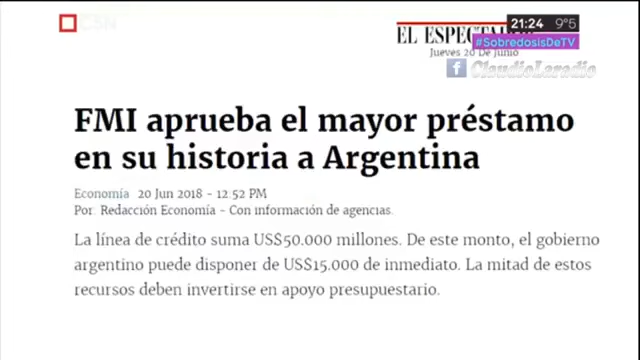 C5N
EL ESPECTADOR
21:24 9°5
Jueves 20 De Junio
#SobredosisDeTV
f ClaudioLaradio
FMI aprueba el mayor préstamo
en su historia a Argentina
Economía 20 Jun 2018 - 12:52 PM
Por: Redacción Economía - Con información de agencias.
La línea de crédito suma US$50.000 millones. De este monto, el gobierno
argentino puede disponer de US$15.000 de inmediato. La mitad de estos
recursos deben invertirse en apoyo presupuestario.